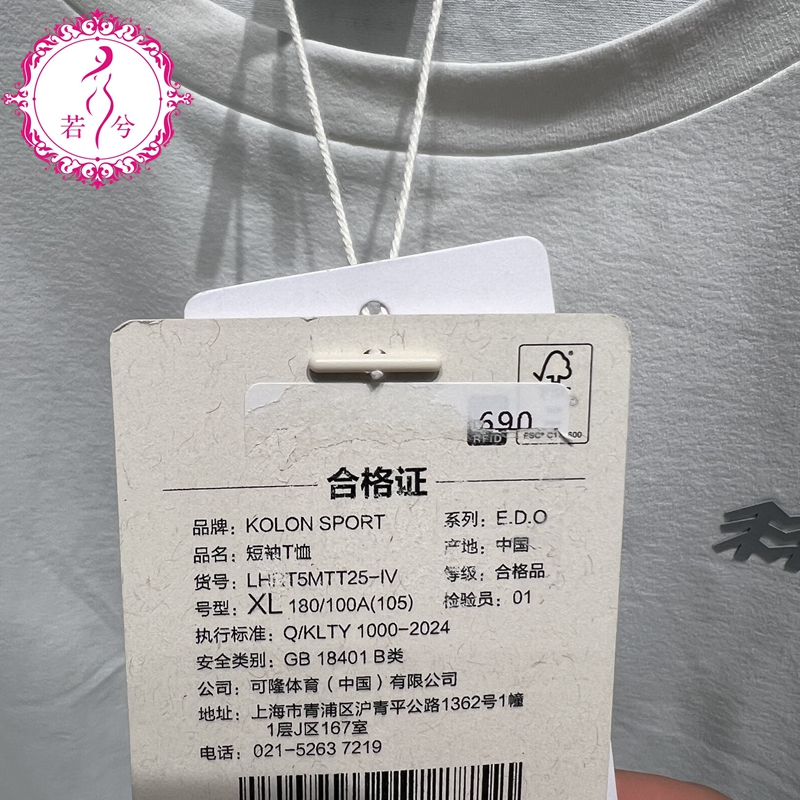 若兮
690
RFID
合格证
品牌：KOLON SPORT 系列：E.D.O
品名：短袖T恤 产地：中国
等级：合格品
号型：XL 180/100A(105) 检验员：01
执行标准：Q/KLTY 1000-2024
安全类别：GB 18401 B类
公司：可隆体育（中国）有限公司
地址：上海市青浦区沪青平公路1362号1幢
1层J区167室
电话：021-5263 7219